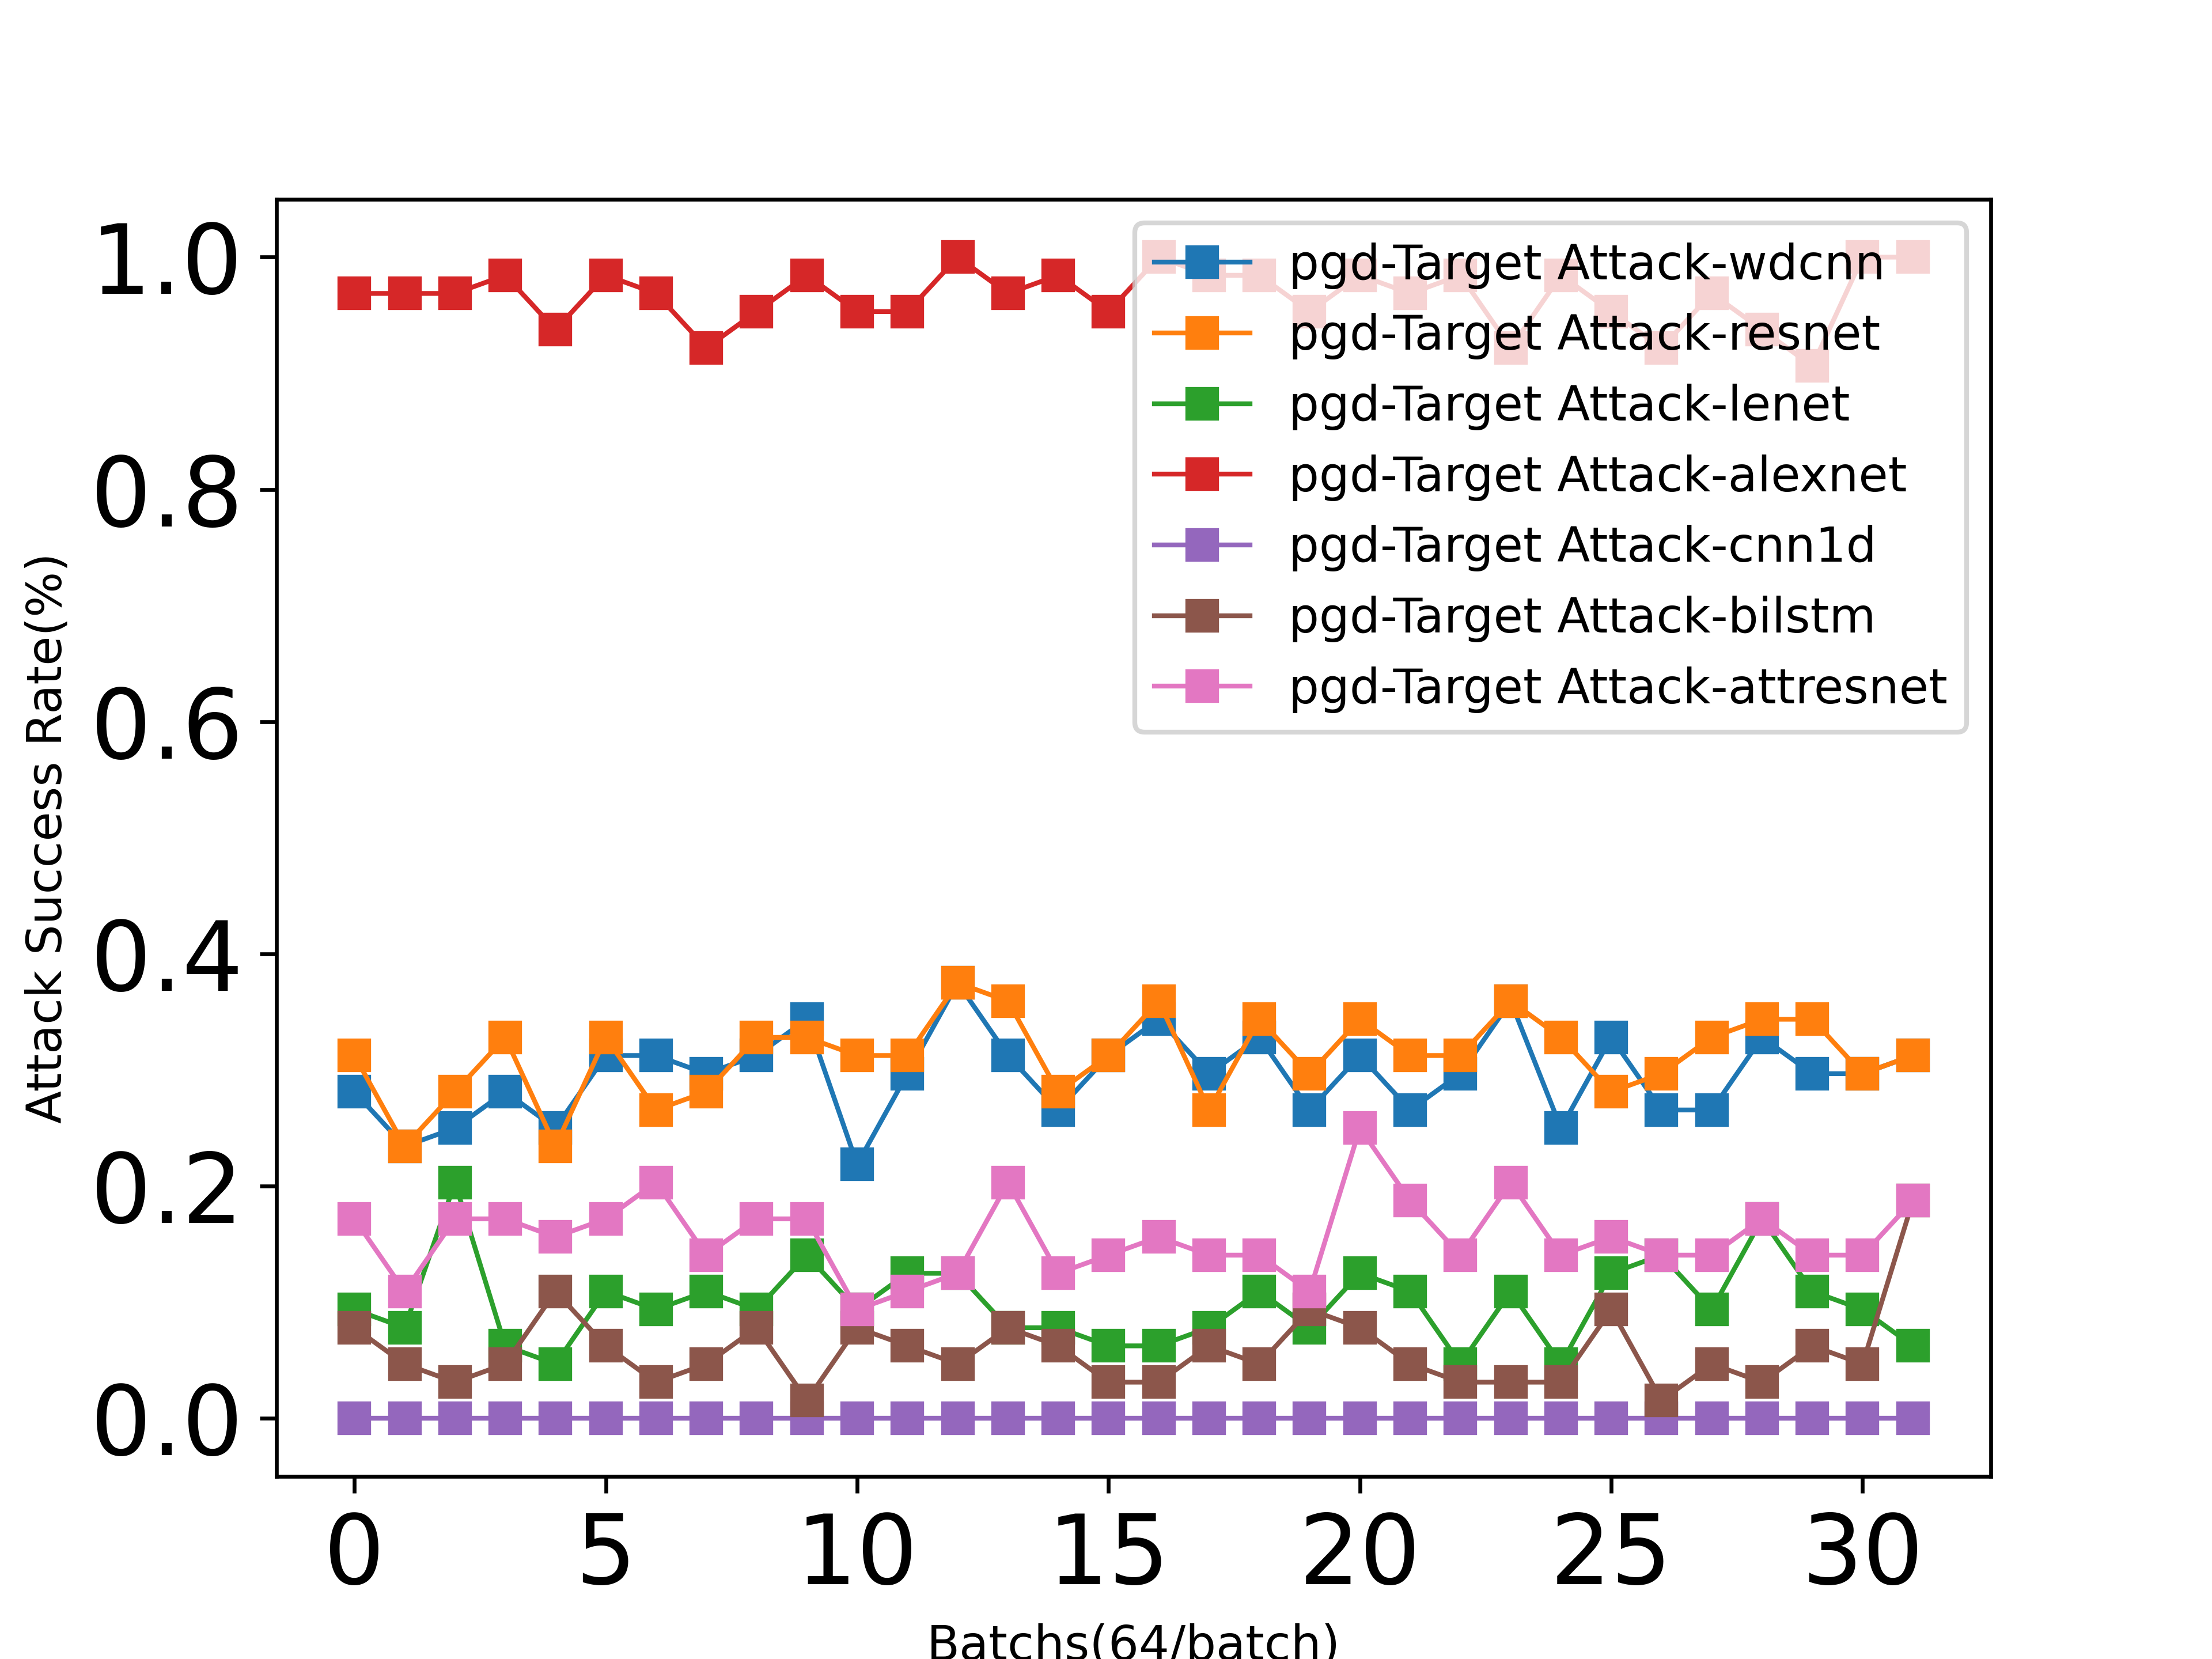 1.0
0.8
0.6
0.4
0.2
0.0
Attack Success Rate(%)
pgd-Target Attack-wdcnn
pgd-Target Attack-resnet
pgd-Target Attack-lenet
pgd-Target Attack-alexnet
pgd-Target Attack-cnn1d
pgd-Target Attack-bilstm
pgd-Target Attack-attresnet
0 5 10 15 20 25 30
Batchs(64/batch)